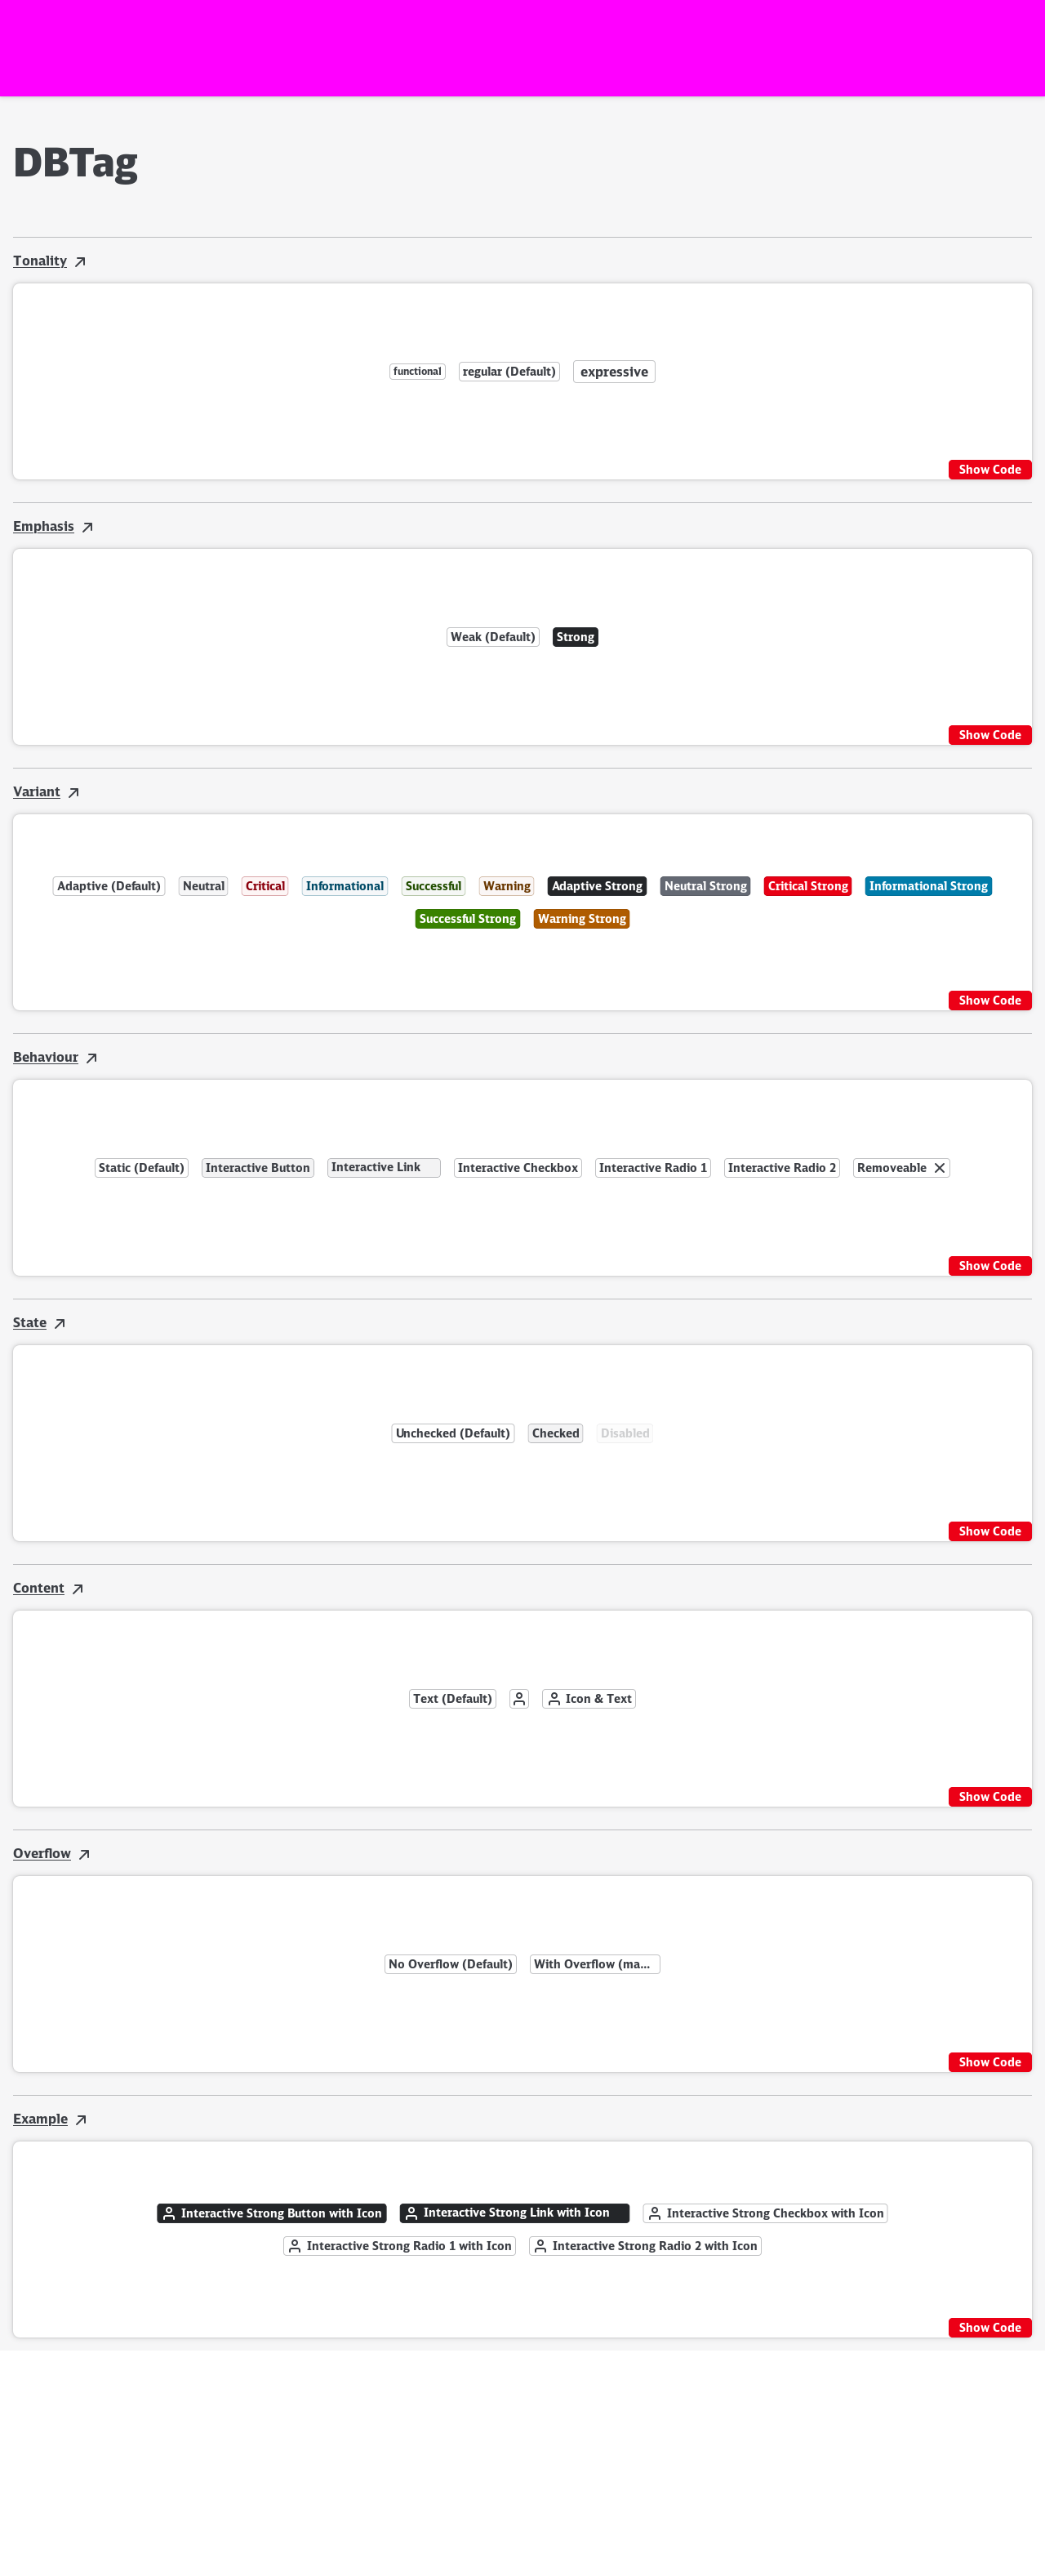 DBTag
Tonality
functional regular (Default) expressive
Show Code
Emphasis
Weak (Default) Strong
Show Code
Variant
Adaptive (Default) Neutral Critical Informational Successful Warning Adaptive Strong Neutral Strong Critical Strong Informational Strong
Successful Strong Warning Strong
Show Code
Behaviour
Static (Default) Interactive Button Interactive Link Interactive Checkbox Interactive Radio 1 Interactive Radio 2 Removeable
Show Code
State
Unchecked (Default) Checked Disabled
Show Code
Content
Text (Default) Icon & Text
Show Code
Overflow
No Overflow (Default) With Overflow (ma...
Show Code
Example
Interactive Strong Button with Icon Interactive Strong Link with Icon Interactive Strong Checkbox with Icon
Interactive Strong Radio 1 with Icon Interactive Strong Radio 2 with Icon
Show Code